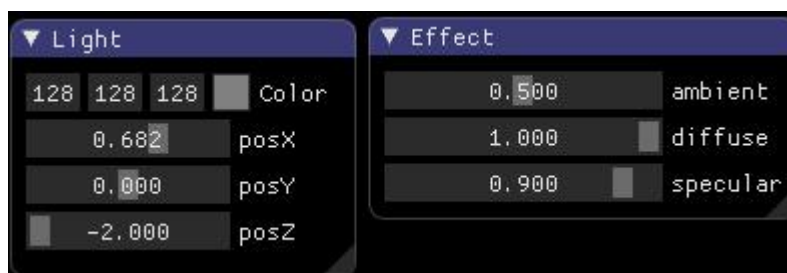 Light
128 128 128 Color
0.682 posX
0.000 posY
-2.000 posZ
Effect
0.500 ambient
1.000 diffuse
0.900 specular